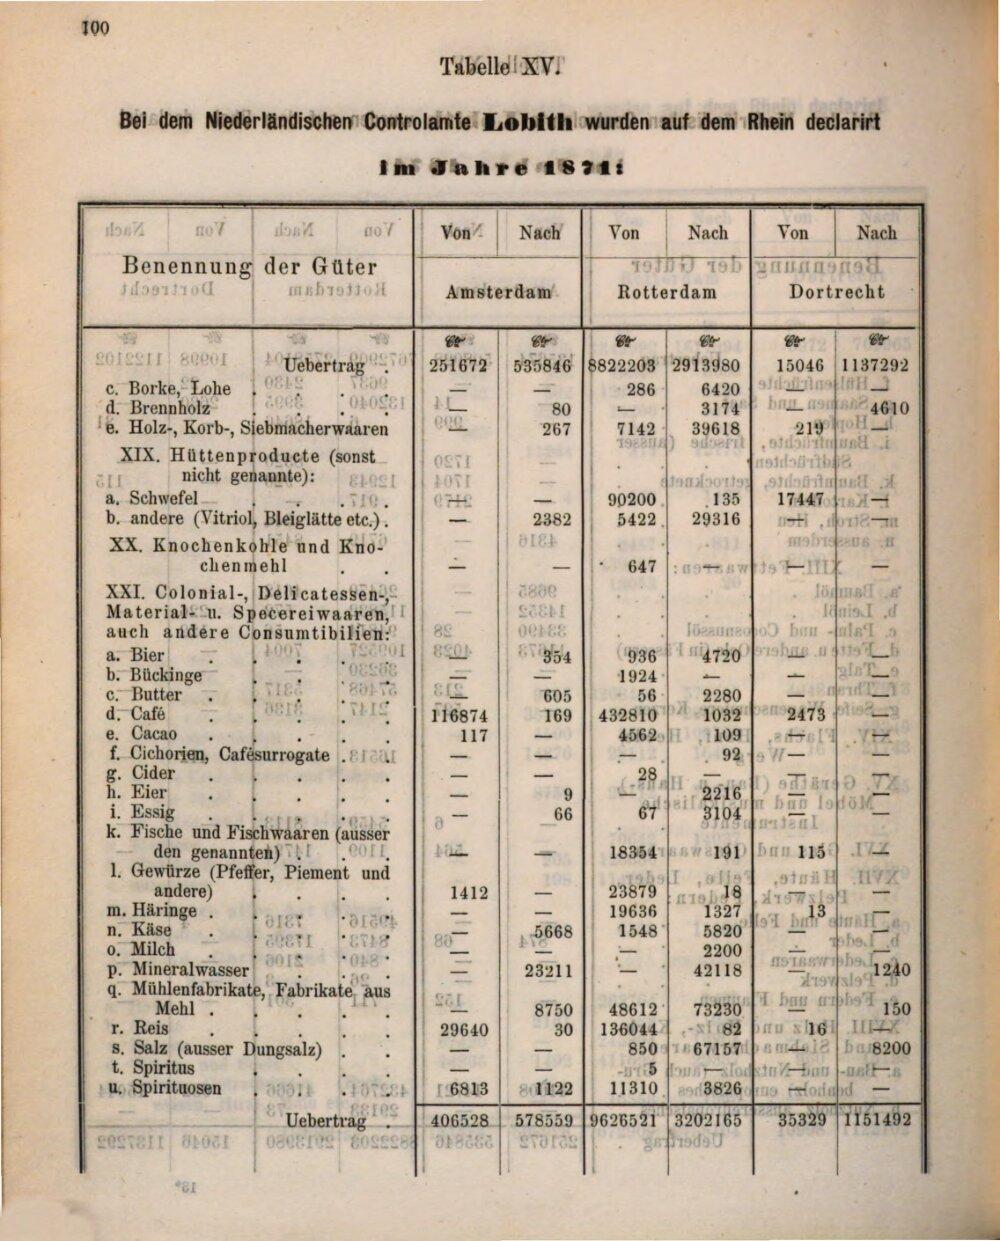 100
Tabelle XV.
Bei dem Niederländischen Controlamte Lobith wurden auf dem Rhein declarirt
im Jahre 1871:
Benennung der Güter | Von | Nach | Von | Nach | Von | Nach
Amsterdam | Rotterdam | Dortrecht
Ctr | Ctr | Ctr | Ctr | Ctr | Ctr
Uebertrag . 251672 535846 8822203 2913980 15046 1137292
c. Borke, Lohe . . . — — 286 6420 — —
d. Brennholz . . . — 80 — 3174 — 4610
e. Holz-, Korb-, Siebmacherwaaren — 267 7142 39618 219 —
XIX. Hüttenproducte (sonst
nicht genannte):
a. Schwefel . . . — — 90200 135 17447 —
b. andere (Vitriol, Bleiglätte etc.) . — 2382 5422 29316 — —
XX. Knochenkohle und Kno-
chenmehl . . — — 647 — — —
XXI. Colonial-, Delicatessen-,
Material- u. Specereiwaaren,
auch andere Consumtibilien:
a. Bier . . . . — 354 936 4720 — —
b. Bückinge . . . — — 1924 — — —
c. Butter . . . . — 605 56 2280 — —
d. Café . . . 116874 169 432810 1032 2473 —
e. Cacao . . . . 117 — 4562 109 — —
f. Cichorien, Cafésurrogate . . — — — 92 — —
g. Cider . . . . — — 28 — — —
h. Eier . . . . — 9 — 2216 — —
i. Essig . . . . — 66 67 3104 — —
k. Fische und Fischwaaren (ausser
den genannten) . . . — — 18354 191 115 —
l. Gewürze (Pfeffer, Piement und
andere) . . . 1412 — 23879 18 — —
m. Häringe . . . . — — 19636 1327 13 —
n. Käse . . . . — 5668 1548 5820 — —
o. Milch . . . . — — — 2200 — —
p. Mineralwasser . . . — 23211 — 42118 — 1240
q. Mühlenfabrikate, Fabrikate aus
Mehl . . . . — 8750 48612 73230 — 150
r. Reis . . . . 29640 30 136044 82 16 —
s. Salz (ausser Dungsalz) . . — — 850 67157 — 8200
t. Spiritus . . . . — — 5 — — —
u. Spirituosen . . . 6813 1122 11310 3826 — —
Uebertrag . 406528 578559 9626521 3202165 35329 1151492